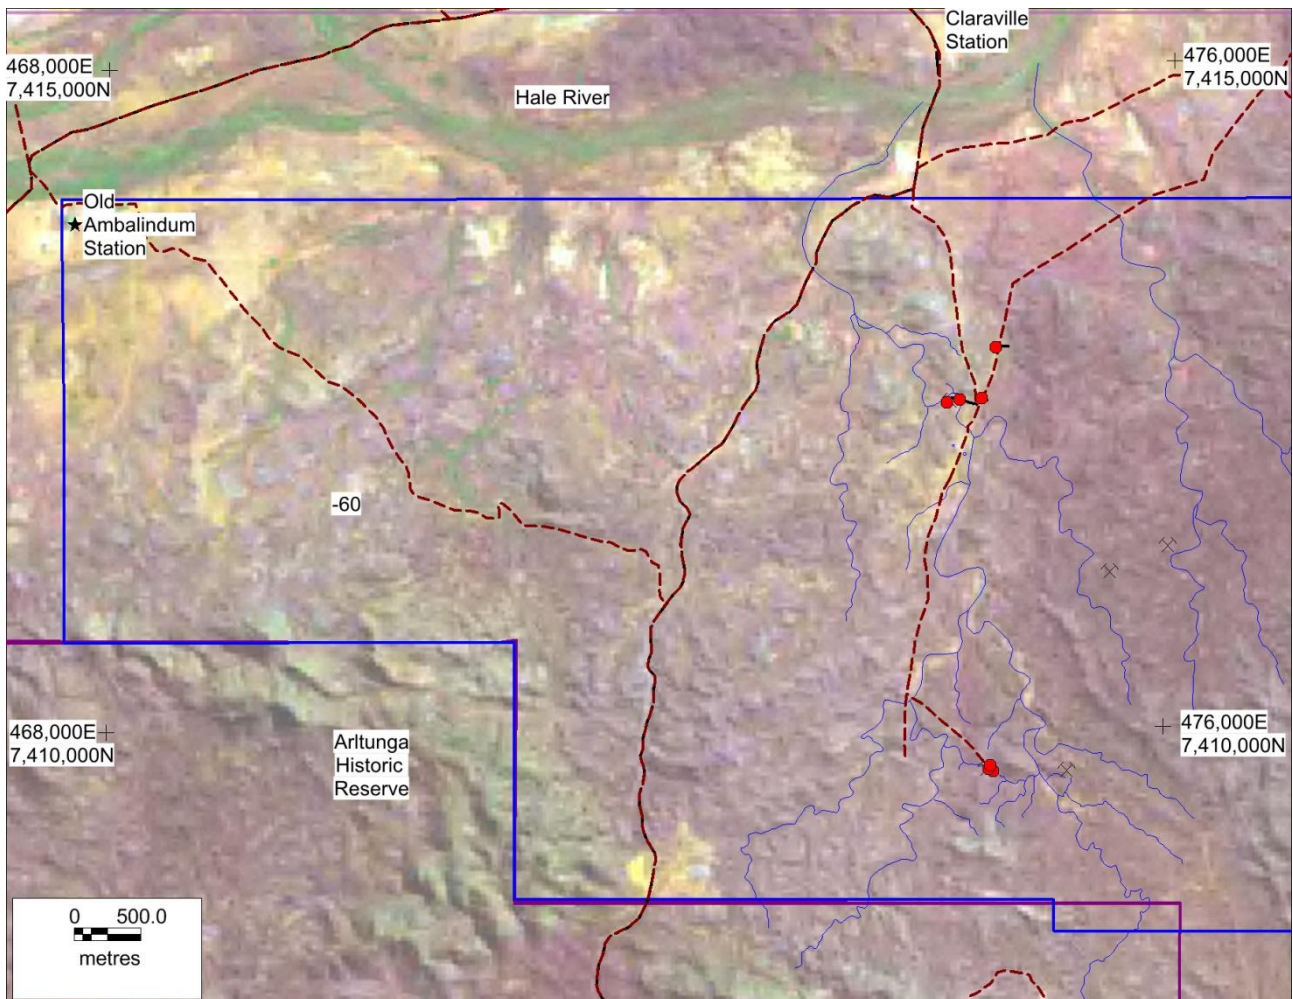 Claraville
Station
468,000E
7,415,000N
476,000E
7,415,000N
Hale River
Old
Ambalindum
Station
-60
468,000E
7,410,000N
476,000E
7,410,000N
Arltunga
Historic
Reserve
0 500.0
metres